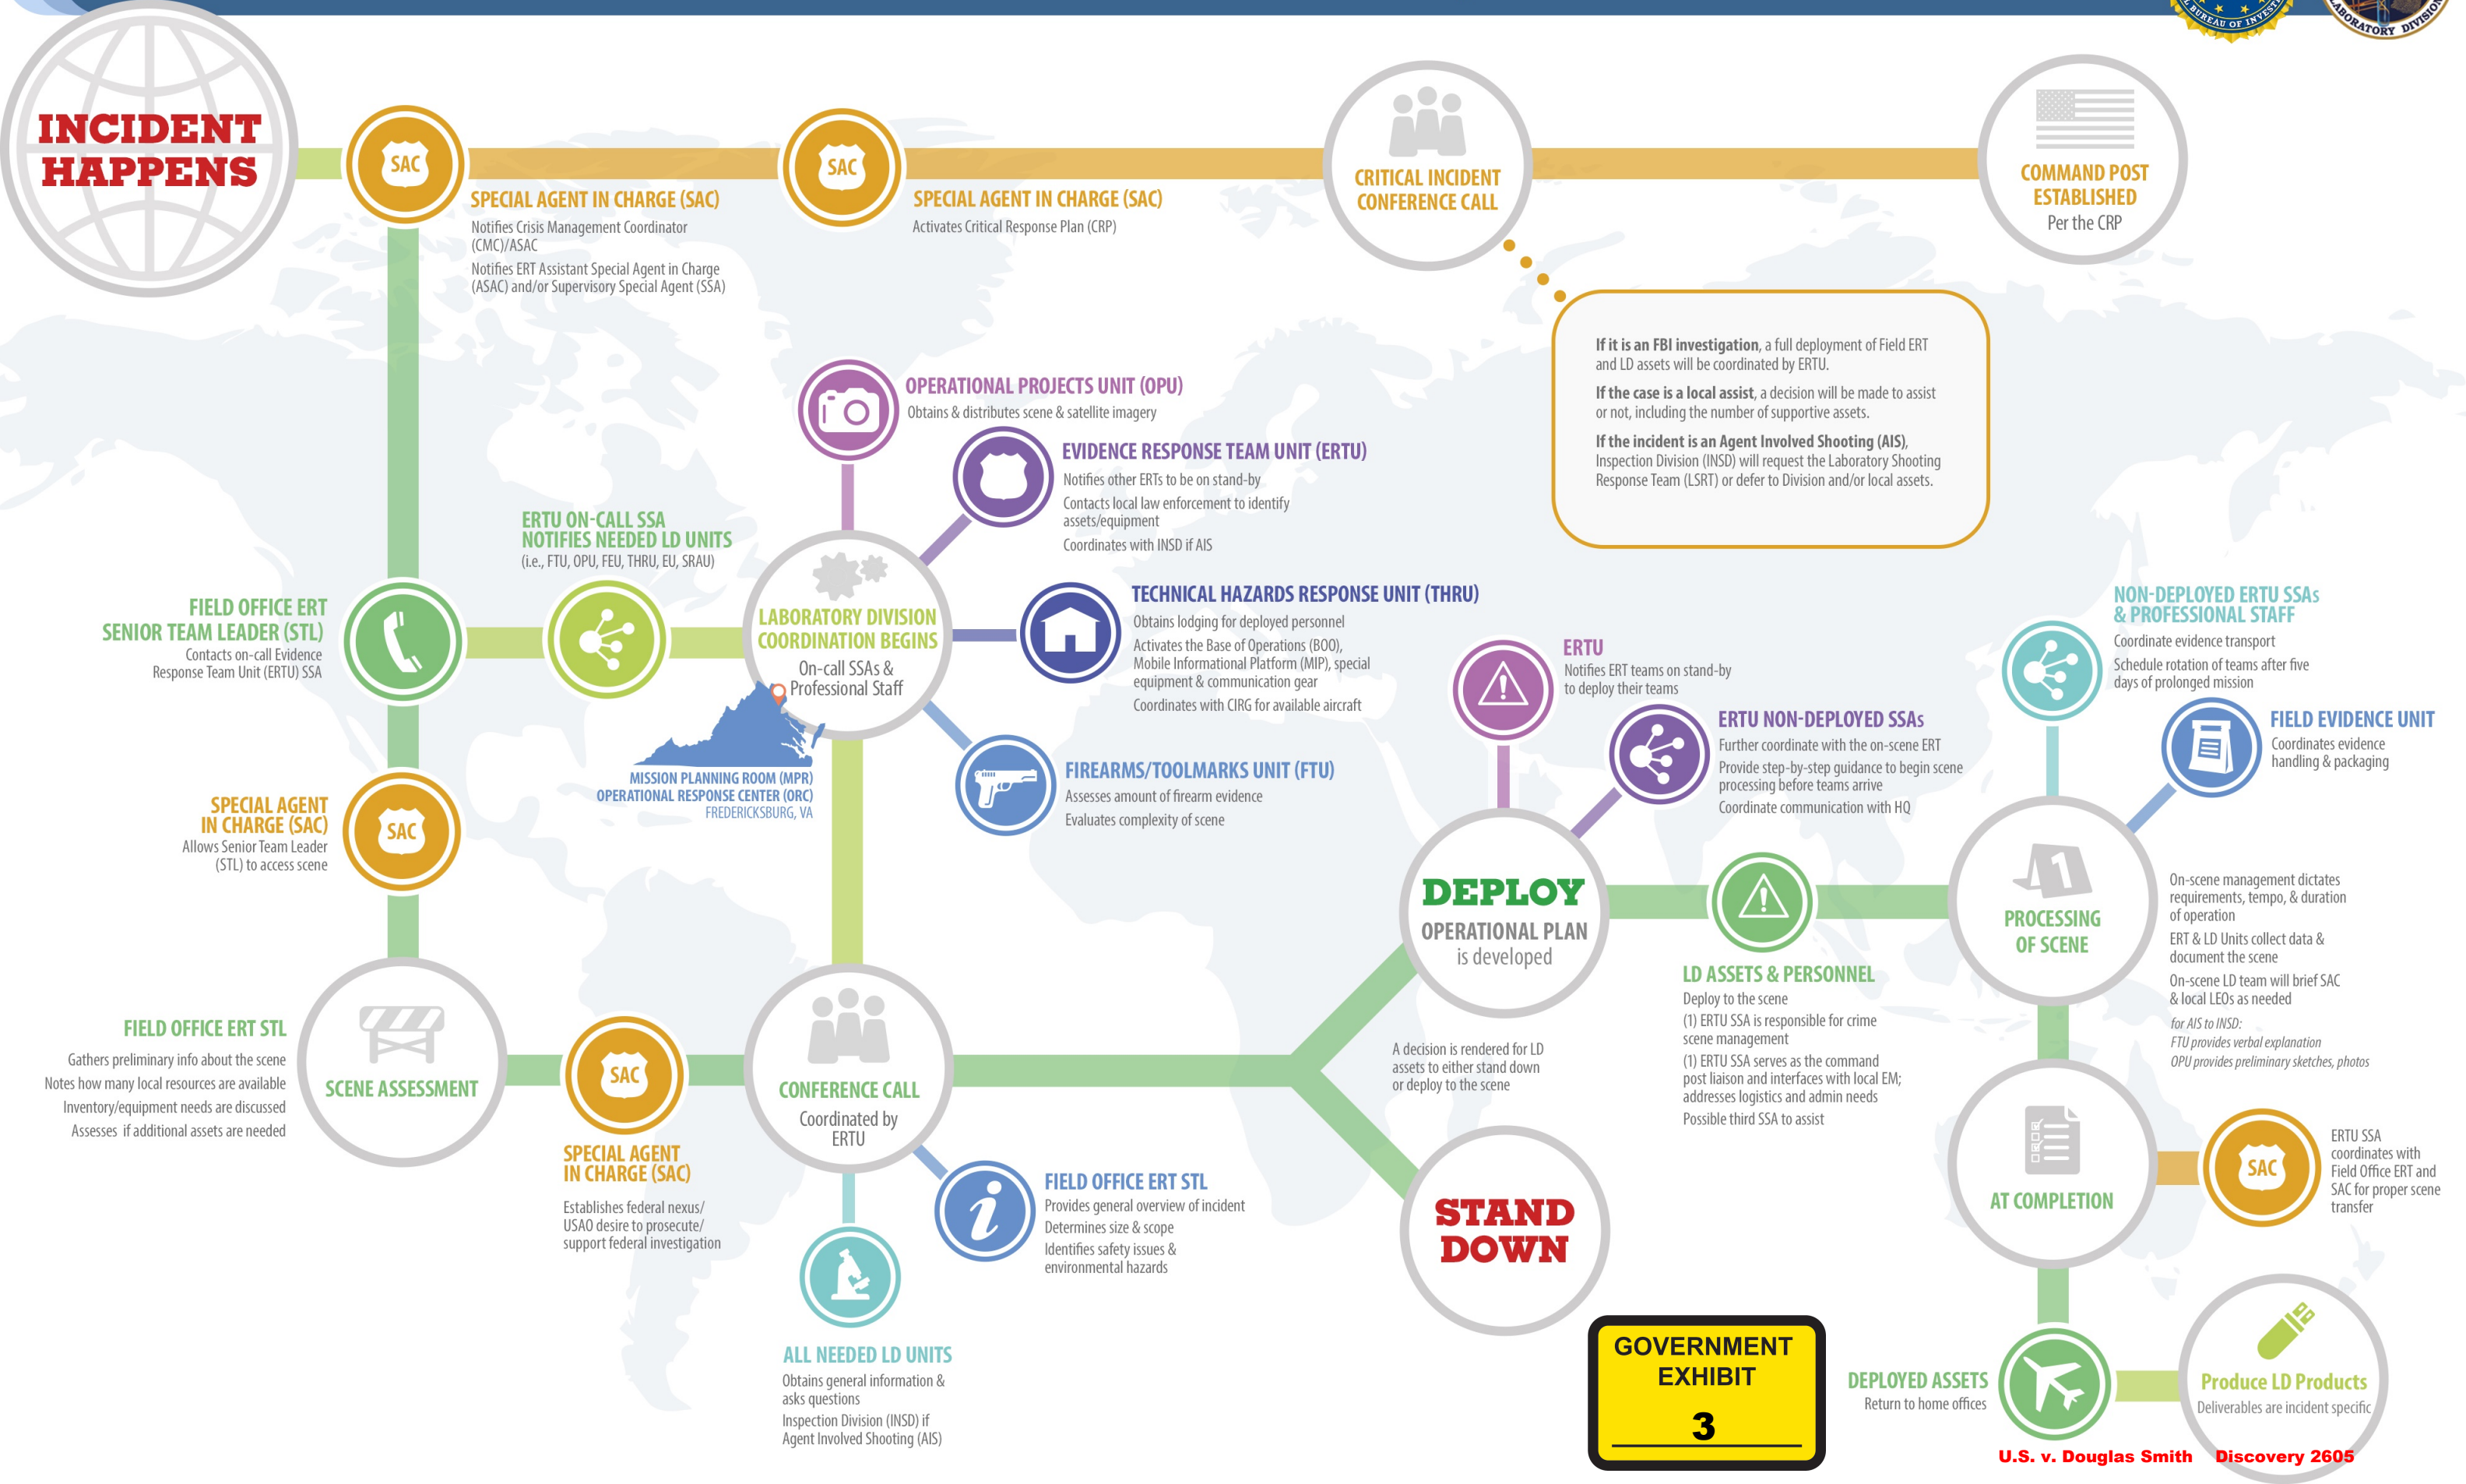 BUREAU OF INVEST
LABORATORY DIVISION
INCIDENT
HAPPENS
SAC
SPECIAL AGENT IN CHARGE (SAC)
Notifies Crisis Management Coordinator
(CMC)/ASAC
Notifies ERT Assistant Special Agent in Charge
(ASAC) and/or Supervisory Special Agent (SSA)
SAC
SPECIAL AGENT IN CHARGE (SAC)
Activates Critical Response Plan (CRP)
CRITICAL INCIDENT
CONFERENCE CALL
COMMAND POST
ESTABLISHED
Per the CRP
If it is an FBI investigation, a full deployment of Field ERT
and LD assets will be coordinated by ERTU.
If the case is a local assist, a decision will be made to assist
or not, including the number of supportive assets.
If the incident is an Agent Involved Shooting (AIS),
Inspection Division (INSD) will request the Laboratory Shooting
Response Team (LSRT) or defer to Division and/or local assets.
OPERATIONAL PROJECTS UNIT (OPU)
Obtains & distributes scene & satellite imagery
EVIDENCE RESPONSE TEAM UNIT (ERTU)
Notifies other ERTs to be on stand-by
Contacts local law enforcement to identify
assets/equipment
Coordinates with INSD if AIS
ERTU ON-CALL SSA
NOTIFIES NEEDED LD UNITS
(i.e., FTU, OPU, FEU, THRU, EU, SRAU)
FIELD OFFICE ERT
SENIOR TEAM LEADER (STL)
Contacts on-call Evidence
Response Team Unit (ERTU) SSA
LABORATORY DIVISION
COORDINATION BEGINS
On-call SSAs &
Professional Staff
TECHNICAL HAZARDS RESPONSE UNIT (THRU)
Obtains lodging for deployed personnel
Activates the Base of Operations (BOO),
Mobile Informational Platform (MIP), special
equipment & communication gear
Coordinates with CIRG for available aircraft
MISSION PLANNING ROOM (MPR)
OPERATIONAL RESPONSE CENTER (ORC)
FREDERICKSBURG, VA
FIREARMS/TOOLMARKS UNIT (FTU)
Assesses amount of firearm evidence
Evaluates complexity of scene
SPECIAL AGENT
IN CHARGE (SAC)
Allows Senior Team Leader
(STL) to access scene
SAC
ERTU
Notifies ERT teams on stand-by
to deploy their teams
ERTU NON-DEPLOYED SSAs
Further coordinate with the on-scene ERT
Provide step-by-step guidance to begin scene
processing before teams arrive
Coordinate communication with HQ
NON-DEPLOYED ERTU SSAs
& PROFESSIONAL STAFF
Coordinate evidence transport
Schedule rotation of teams after five
days of prolonged mission
FIELD EVIDENCE UNIT
Coordinates evidence
handling & packaging
DEPLOY
OPERATIONAL PLAN
is developed
1
PROCESSING
OF SCENE
On-scene management dictates
requirements, tempo, & duration
of operation
ERT & LD Units collect data &
document the scene
On-scene LD team will brief SAC
& local LEOs as needed
for AIS to INSD:
FTU provides verbal explanation
OPU provides preliminary sketches, photos
LD ASSETS & PERSONNEL
Deploy to the scene
(1) ERTU SSA is responsible for crime
scene management
(1) ERTU SSA serves as the command
post liaison and interfaces with local EM;
addresses logistics and admin needs
Possible third SSA to assist
FIELD OFFICE ERT STL
Gathers preliminary info about the scene
Notes how many local resources are available
Inventory/equipment needs are discussed
Assesses if additional assets are needed
SCENE ASSESSMENT
SAC
SPECIAL AGENT
IN CHARGE (SAC)
Establishes federal nexus/
USAO desire to prosecute/
support federal investigation
CONFERENCE CALL
Coordinated by
ERTU
A decision is rendered for LD
assets to either stand down
or deploy to the scene
i
FIELD OFFICE ERT STL
Provides general overview of incident
Determines size & scope
Identifies safety issues &
environmental hazards
ALL NEEDED LD UNITS
Obtains general information &
asks questions
Inspection Division (INSD) if
Agent Involved Shooting (AIS)
STAND
DOWN
AT COMPLETION
SAC
ERTU SSA
coordinates with
Field Office ERT and
SAC for proper scene
transfer
DEPLOYED ASSETS
Return to home offices
Produce LD Products
Deliverables are incident specific
GOVERNMENT
EXHIBIT
3
U.S. v. Douglas Smith Discovery 2605